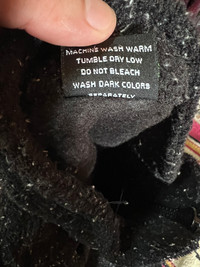 MACHINE WASH WARM
TUMBLE DRY LOW
DO NOT BLEACH
WASH DARK COLORS
SEPARATELY